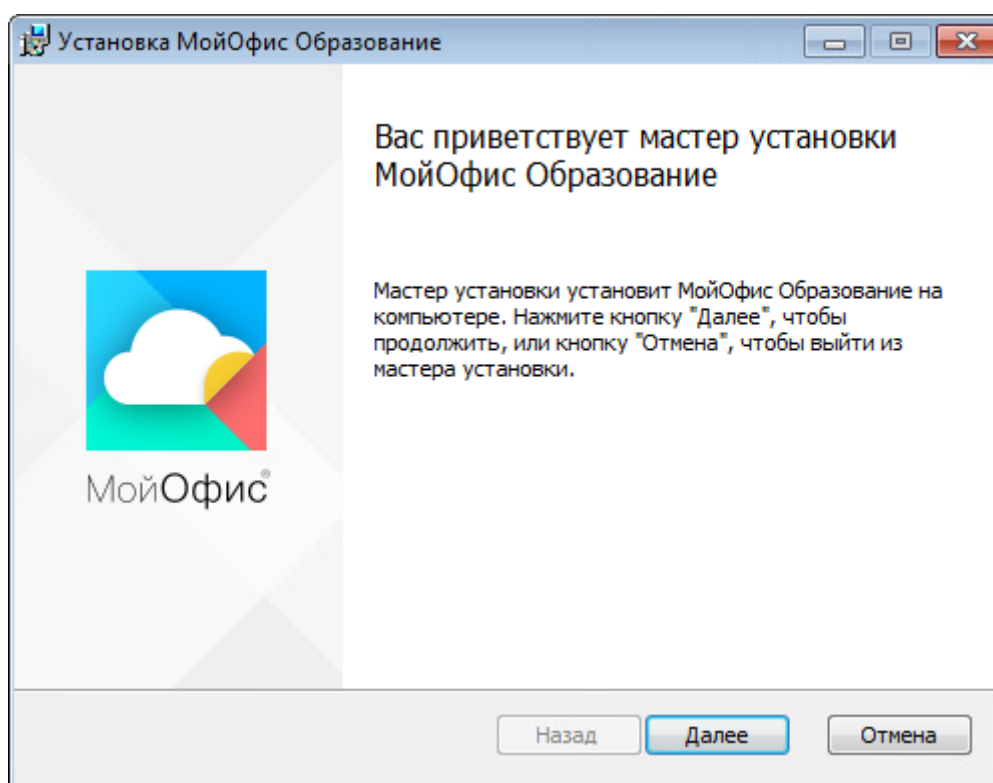 Установка МойОфис Образование
Вас приветствует мастер установки
МойОфис Образование
Мастер установки установит МойОфис Образование на
компьютере. Нажмите кнопку "Далее", чтобы
продолжить, или кнопку "Отмена", чтобы выйти из
мастера установки.
МойОфис®
Назад
Далее
Отмена